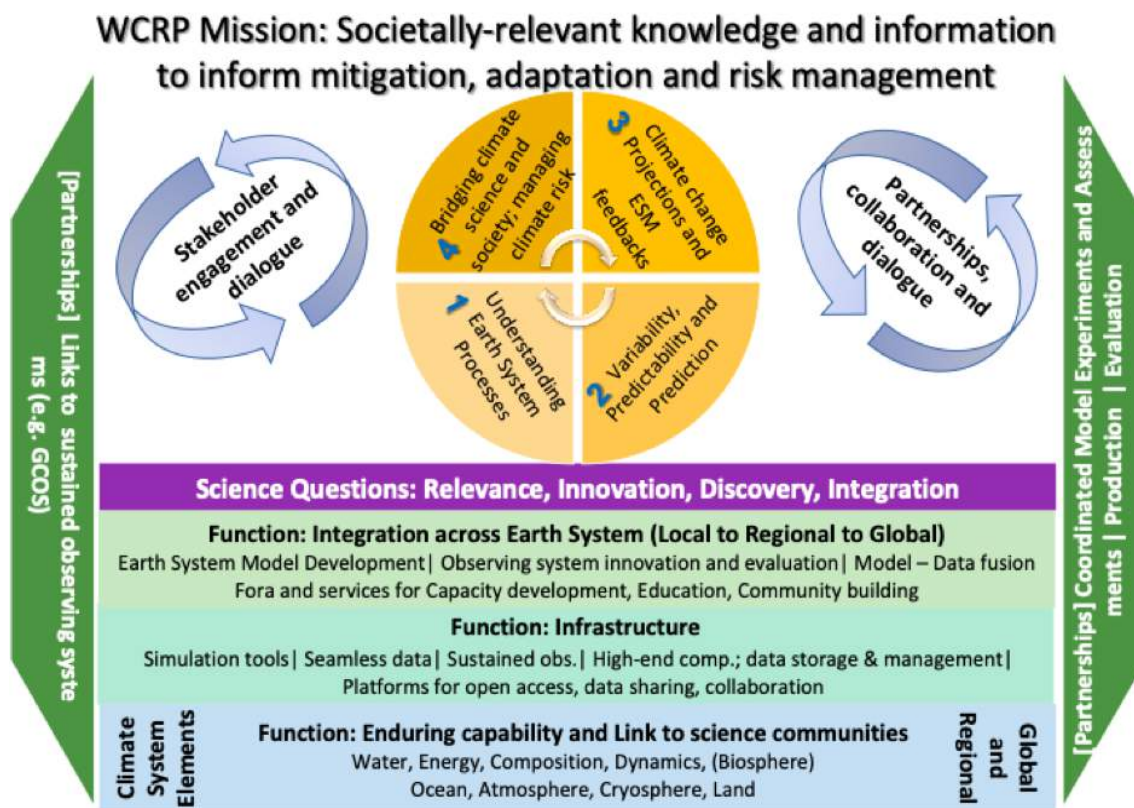 WCRP Mission: Societally-relevant knowledge and information
to inform mitigation, adaptation and risk management
[Partnerships]  Links to sustained observing syste
ms (e.g. GCOS)
Stakeholder
engagement and
dialogue
4
Bridging climate
science and
society; managing
climate risk
3
Climate change
Projections and
ESM
feedbacks
1
Understanding
Earth System
Processes
2
Variability,
Predictability and
Prediction
Partnerships,
collaboration and
dialogue
[Partnerships] Coordinated Model Experiments and Assess
ments | Production  | Evaluation
Science Questions: Relevance, Innovation, Discovery, Integration
Function: Integration across Earth System (Local to Regional to Global)
Earth System Model Development| Observing system innovation and evaluation| Model – Data fusion
Fora and services for Capacity development, Education, Community building
Function: Infrastructure
Simulation tools| Seamless data| Sustained obs.| High-end comp.; data storage & management|
Platforms for open access, data sharing, collaboration
Climate
System
Elements
Function: Enduring capability and Link to science communities
Water, Energy, Composition, Dynamics, (Biosphere)
Ocean, Atmosphere, Cryosphere, Land
Global
and
Regional